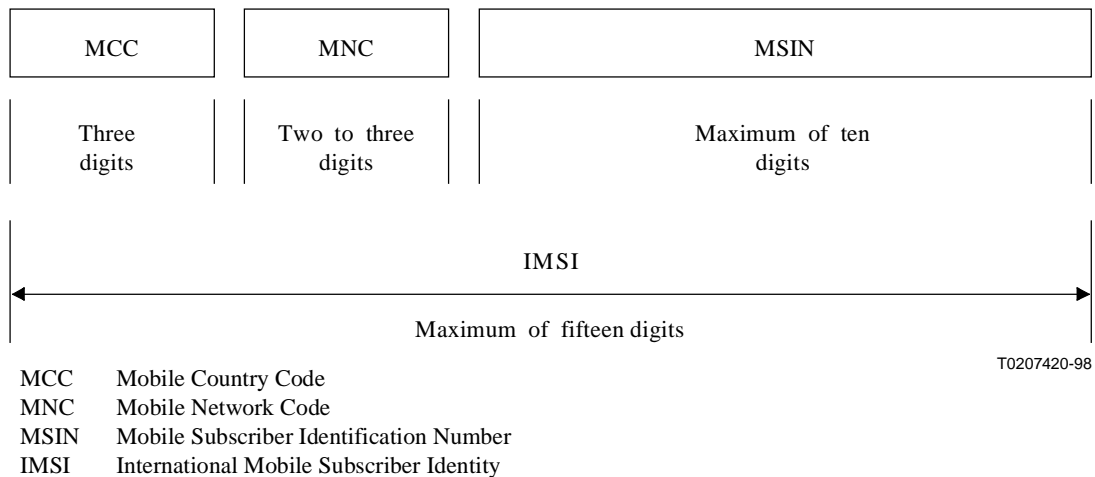 MCC MNC MSIN
Three digits
Two to three digits
Maximum of ten digits
IMSI
Maximum of fifteen digits
T0207420-98
MCC Mobile Country Code
MNC Mobile Network Code
MSIN Mobile Subscriber Identification Number
IMSI International Mobile Subscriber Identity